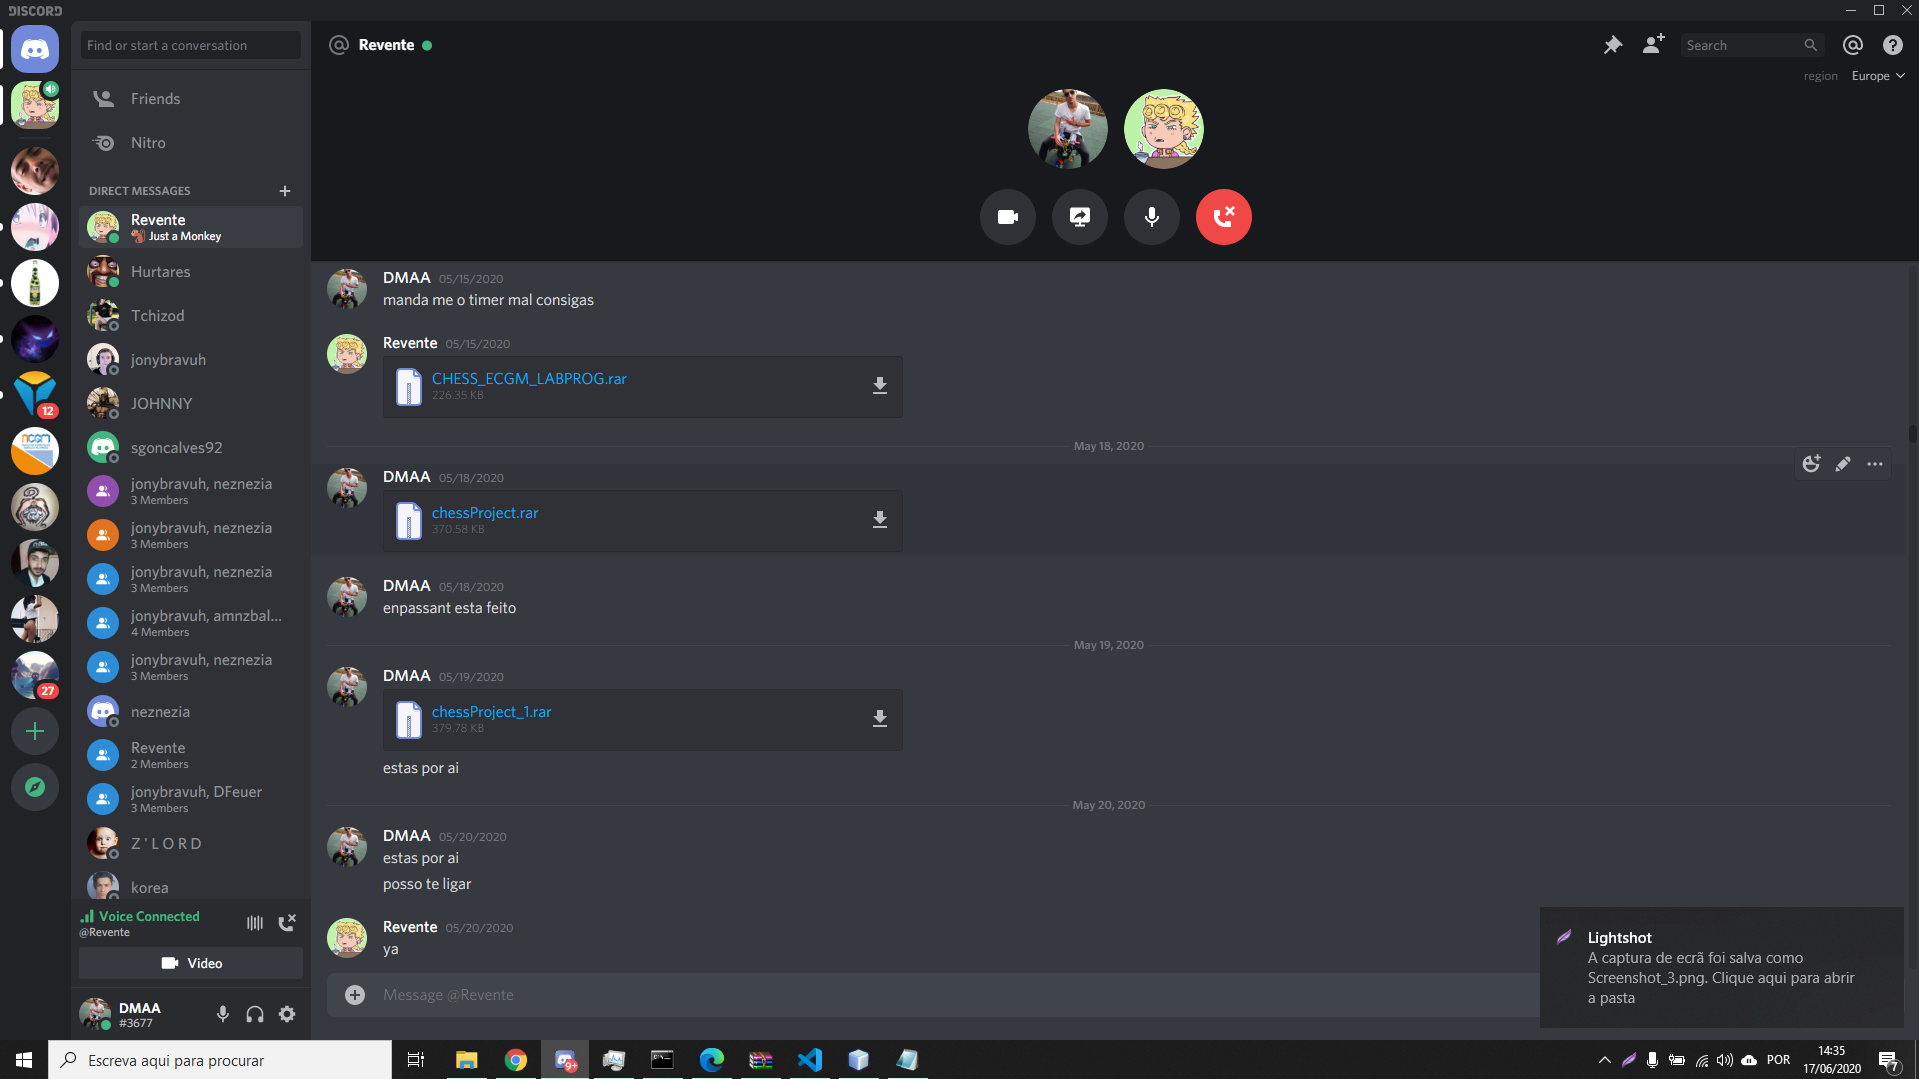 DISCORD
Find or start a conversation
Friends
Nitro
DIRECT MESSAGES
Revente
Just a Monkey
Hurtares
Tchizod
jonybravuh
JOHNNY
sgoncalves92
jonybravuh, neznezia
3 Members
jonybravuh, neznezia
3 Members
jonybravuh, neznezia
3 Members
jonybravuh, amnzbal...
4 Members
jonybravuh, neznezia
3 Members
neznezia
Revente
2 Members
jonybravuh, DFeuer
3 Members
Z ' L O R D
korea
Voice Connected
@Revente
Video
DMAA
#3677
12
NCGM
27
Revente
Search
region Europe
DMAA 05/15/2020
manda me o timer mal consigas
Revente 05/15/2020
CHESS_ECGM_LABPROG.rar
226.35 KB
May 18, 2020
DMAA 05/18/2020
chessProject.rar
370.58 KB
DMAA 05/18/2020
enpassant esta feito
May 19, 2020
DMAA 05/19/2020
chessProject_1.rar
379.78 KB
estas por ai
May 20, 2020
DMAA 05/20/2020
estas por ai
posso te ligar
Revente 05/20/2020
ya
Message @Revente
Lightshot
A captura de ecrã foi salva como
Screenshot_3.png. Clique aqui para abrir
a pasta
Escreva aqui para procurar
9+
POR
14:35
17/06/2020
7